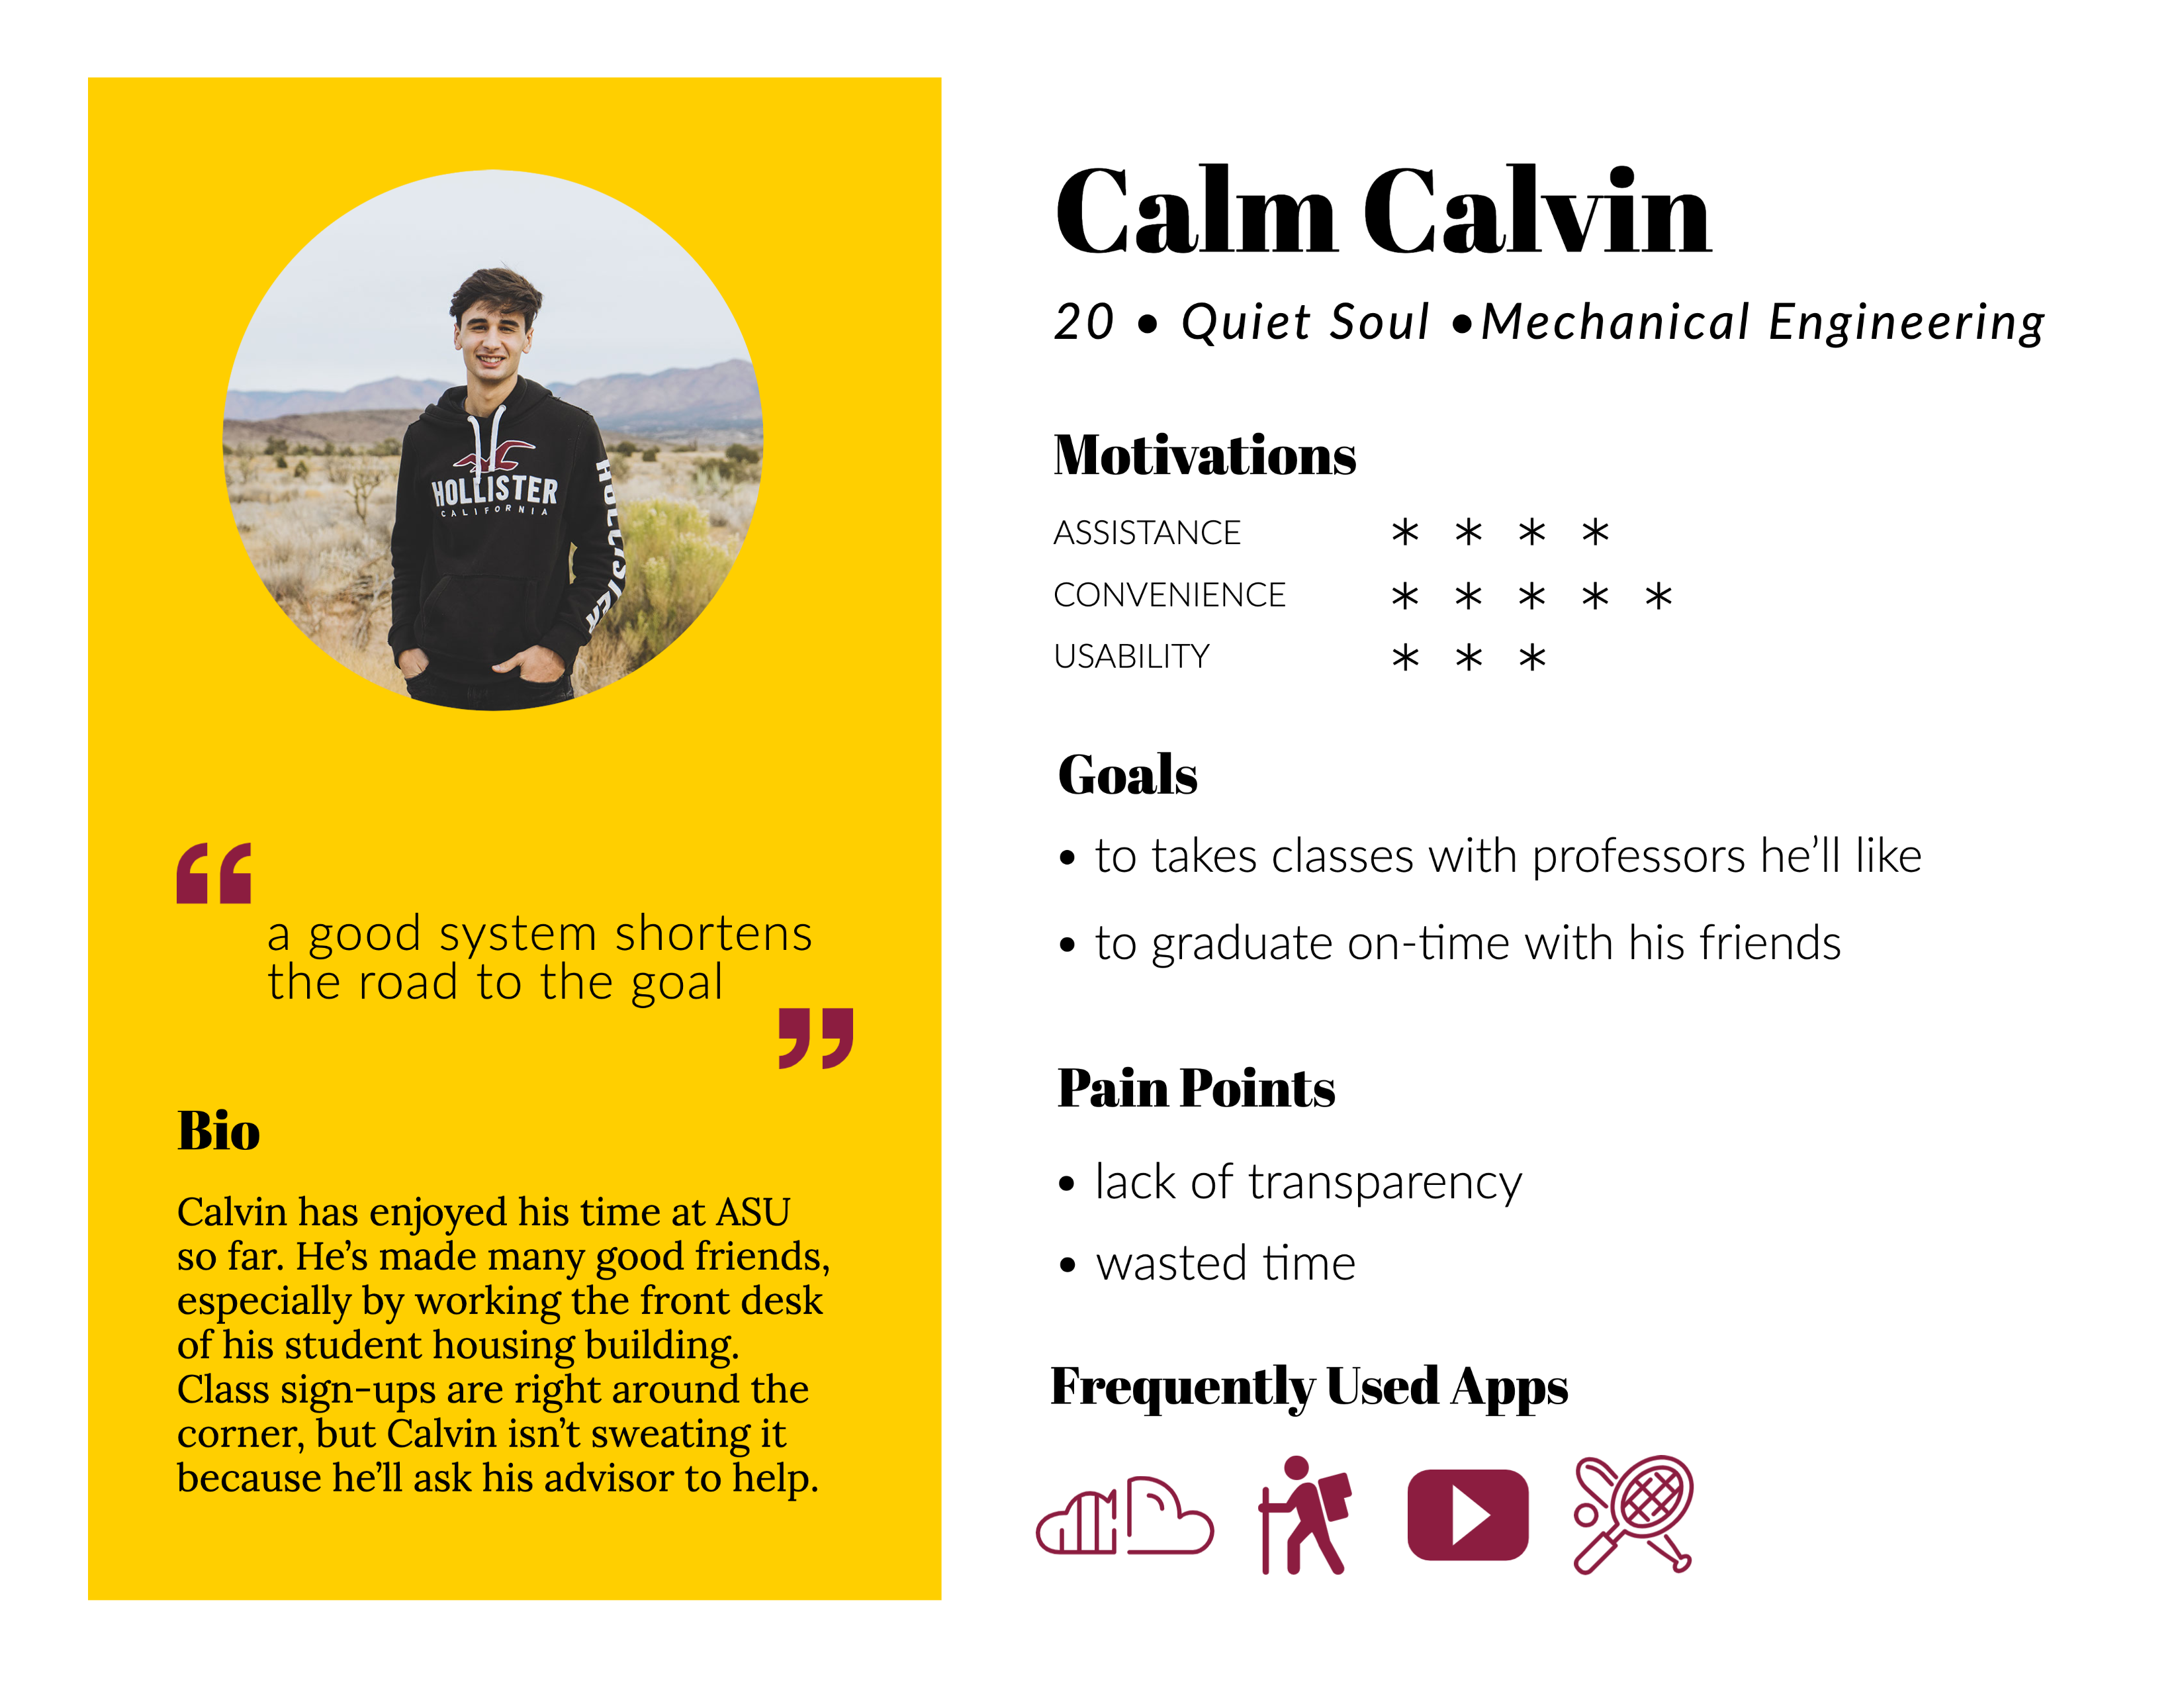 HOLLISTER
CALIFORNIA
HOLLISTER
“
a good system shortens
the road to the goal
”
Bio
Calvin has enjoyed his time at ASU
so far. He’s made many good friends,
especially by working the front desk
of his student housing building.
Class sign-ups are right around the
corner, but Calvin isn’t sweating it
because he’ll ask his advisor to help.
Calm Calvin
20 • Quiet Soul •Mechanical Engineering
Motivations
ASSISTANCE * * * *
CONVENIENCE * * * * *
USABILITY * * *
Goals
• to takes classes with professors he’ll like
• to graduate on-time with his friends
Pain Points
• lack of transparency
• wasted time
Frequently Used Apps